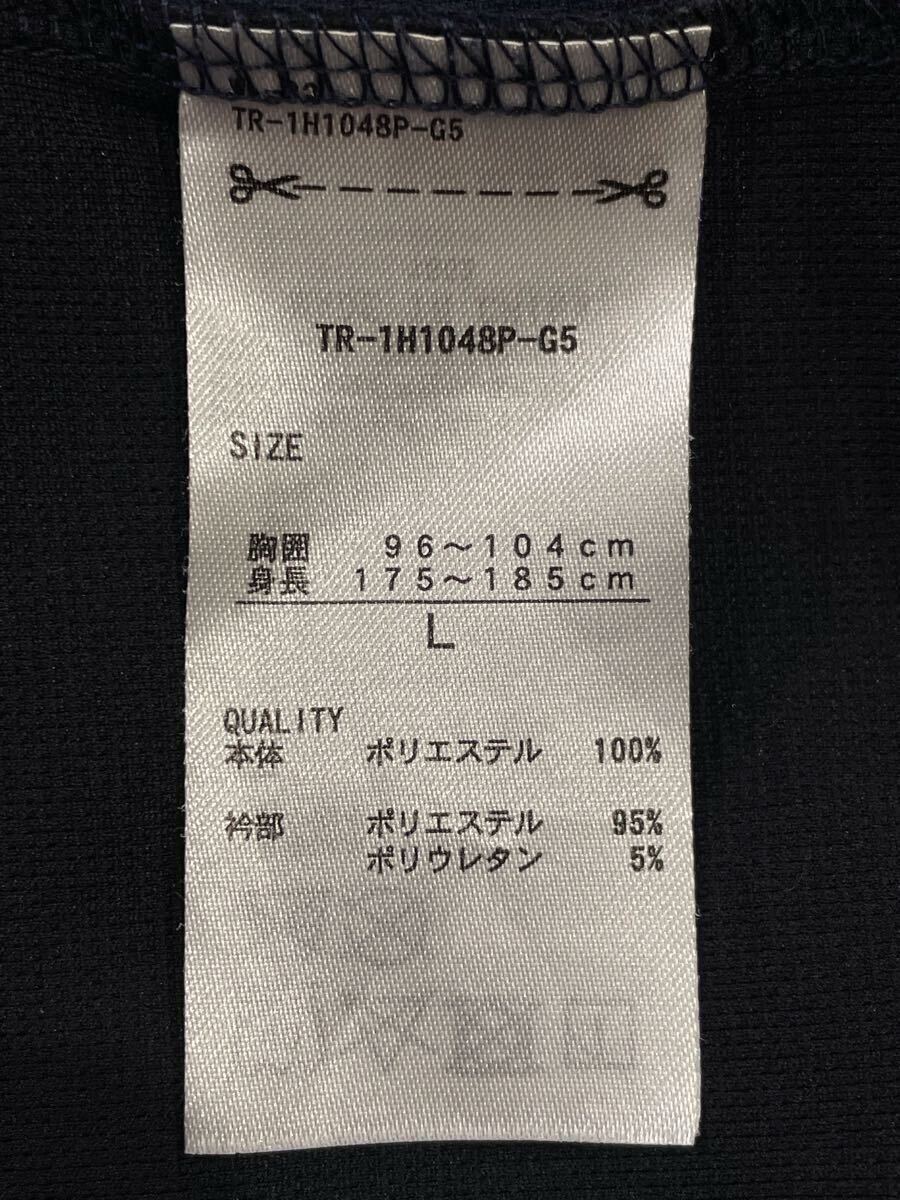 TR-1H1048P-G5
TR-1H1048P-G5
SIZE
胸囲 96〜104cm
身長 175〜185cm
L
QUALITY
本体 ポリエステル 100%
衿部 ポリエステル 95%
ポリウレタン 5%